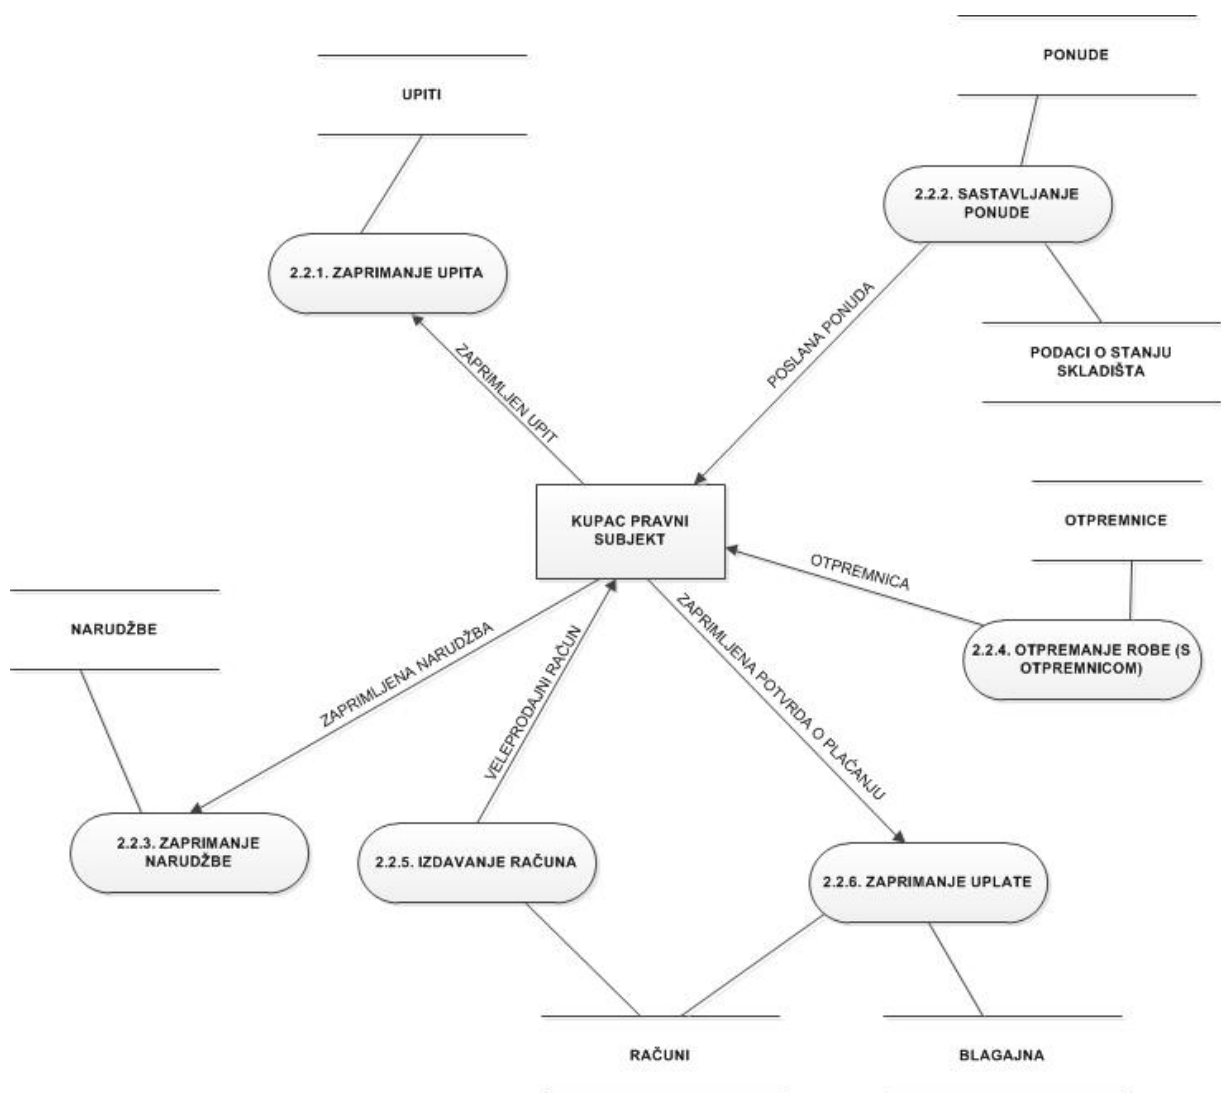 PONUDE
UPITI
2.2.2. SASTAVLJANJE
PONUDE
2.2.1. ZAPRIMANJE UPITA
POSLANA PONUDA
ZAPRIMLJEN UPIT
PODACI O STANJU
SKLADIŠTA
KUPAC PRAVNI
SUBJEKT
OTPREMNICE
OTPREMNICA
NARUDŽBE
ZAPRIMLJENA NARUDŽBA
VELEPRODAJNI RAČUN
ZAPRIMLJENA POTVRDA O PLAĆANJU
2.2.4. OTPREMANJE ROBE (S
OTPREMNICOM)
2.2.3. ZAPRIMANJE
NARUDŽBE
2.2.5. IZDAVANJE RAČUNA
2.2.6. ZAPRIMANJE UPLATE
RAČUNI
BLAGAJNA